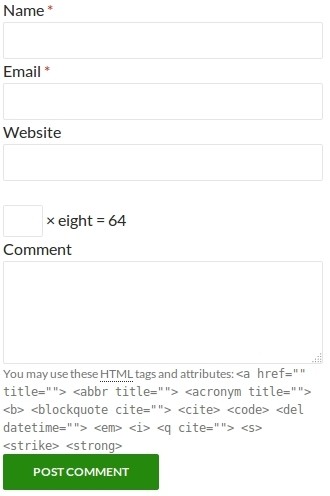 Name *
Email *
Website
× eight = 64
Comment
You may use these HTML tags and attributes: <a href=""
title=""> <abbr title=""> <acronym title="">
<b> <blockquote cite=""> <cite> <code> <del
datetime=""> <em> <i> <q cite=""> <s>
<strike> <strong>
POST COMMENT